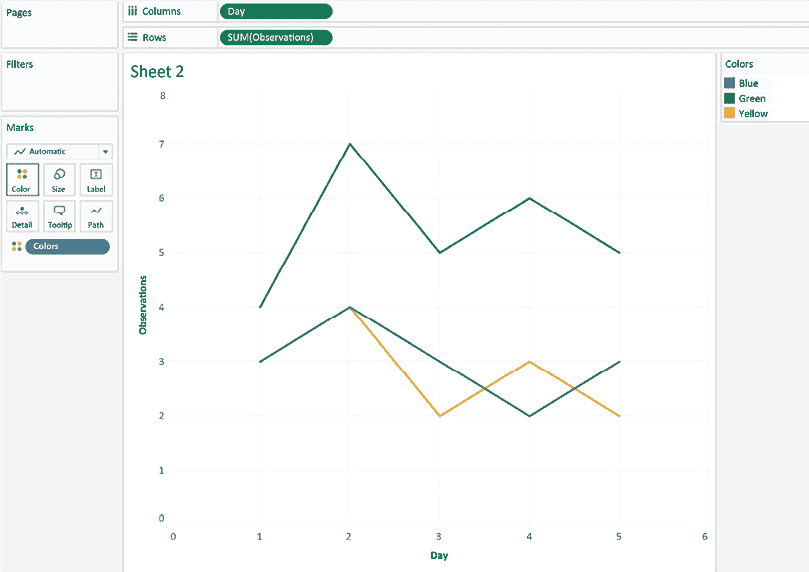 Pages
Columns
Day
Rows
SUM(Observations)
Filters
Marks
Automatic
Color
Size
Label
Detail
Tooltip
Path
Colors
Sheet 2
8
7
6
5
4
3
2
1
0
Observations
0 1 2 3 4 5 6
Day
Colors
Blue
Green
Yellow